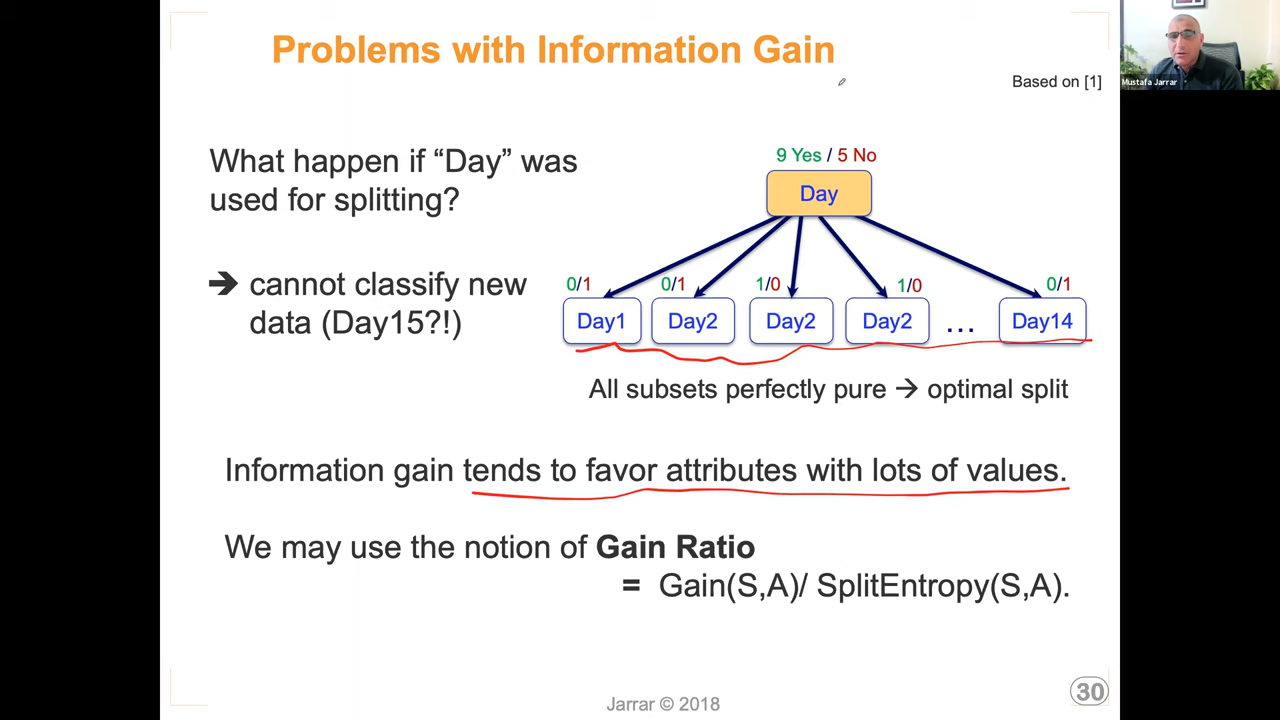 Problems with Information Gain
Mustafa Jarrar
Based on [1]
What happen if “Day” was
used for splitting?
➔ cannot classify new
data (Day15?!)
9 Yes / 5 No
Day
0/1 0/1 1/0 1/0 0/1
Day1 Day2 Day2 Day2 ... Day14
All subsets perfectly pure → optimal split
Information gain tends to favor attributes with lots of values.
We may use the notion of Gain Ratio
= Gain(S,A)/ SplitEntropy(S,A).
Jarrar © 2018
30